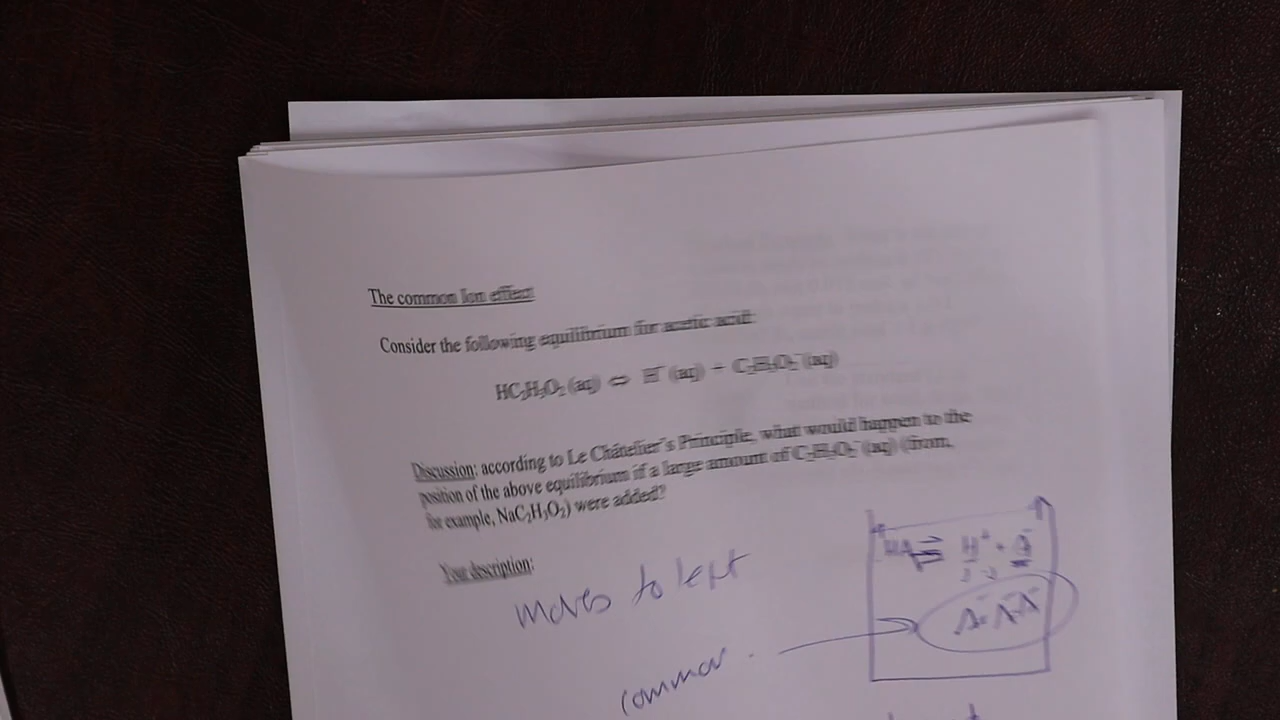 The common Ion effect
Consider the following equilibrium for acetic acid:
HC₂H₃O₂ (aq) ⇔ H⁺ (aq) + C₂H₃O₂⁻ (aq)
Discussion: according to Le Châtelier's Principle, what would happen to the
position of the above equilibrium if a large amount of C₂H₃O₂⁻ (aq) (from,
for example, NaC₂H₃O₂) were added?
HA ⇌ H⁺ + A⁻
Your description:
moves to left
A⁻ A⁻ A⁻
common